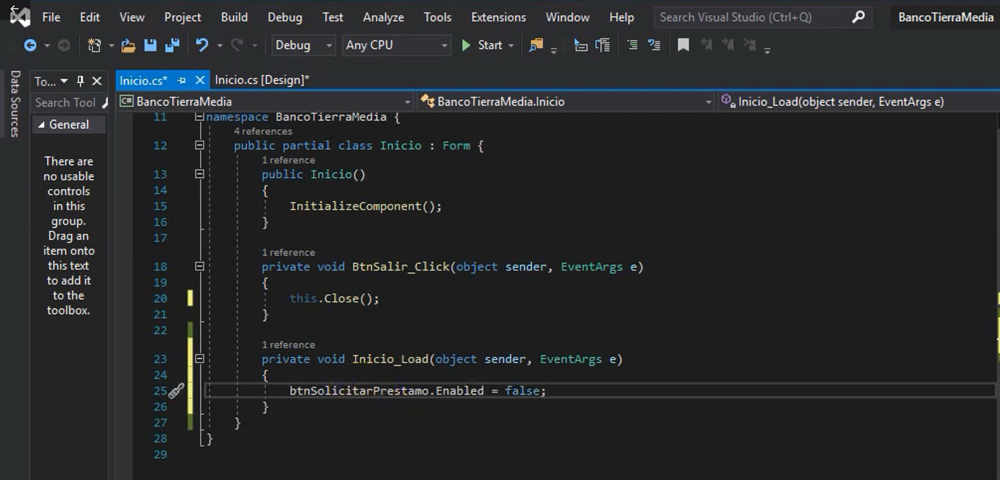 File Edit View Project Build Debug Test Analyze Tools Extensions Window Help Search Visual Studio (Ctrl+Q) BancoTierraMedia
Debug Any CPU Start
Data Sources
To...
Inicio.cs* Inicio.cs [Design]*
Search Tool
C# BancoTierraMedia BancoTierraMedia.Inicio Inicio_Load(object sender, EventArgs e)
General
There are
no usable
controls
in this
group.
Drag an
item onto
this text
to add it
to the
toolbox.
11 namespace BancoTierraMedia {
4 references
12 public partial class Inicio : Form {
1 reference
13 public Inicio()
14 {
15 InitializeComponent();
16 }
17
1 reference
18 private void BtnSalir_Click(object sender, EventArgs e)
19 {
20 this.Close();
21 }
22
1 reference
23 private void Inicio_Load(object sender, EventArgs e)
24 {
25 btnSolicitarPrestamo.Enabled = false;
26 }
27 }
28 }
29